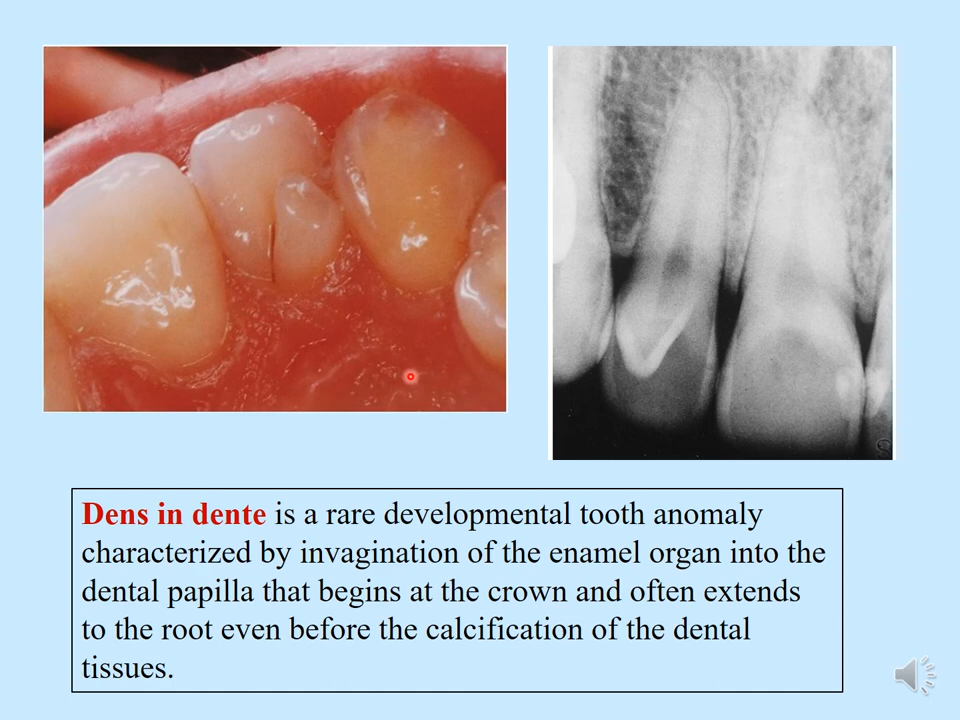 Dens in dente is a rare developmental tooth anomaly
characterized by invagination of the enamel organ into the
dental papilla that begins at the crown and often extends
to the root even before the calcification of the dental
tissues.